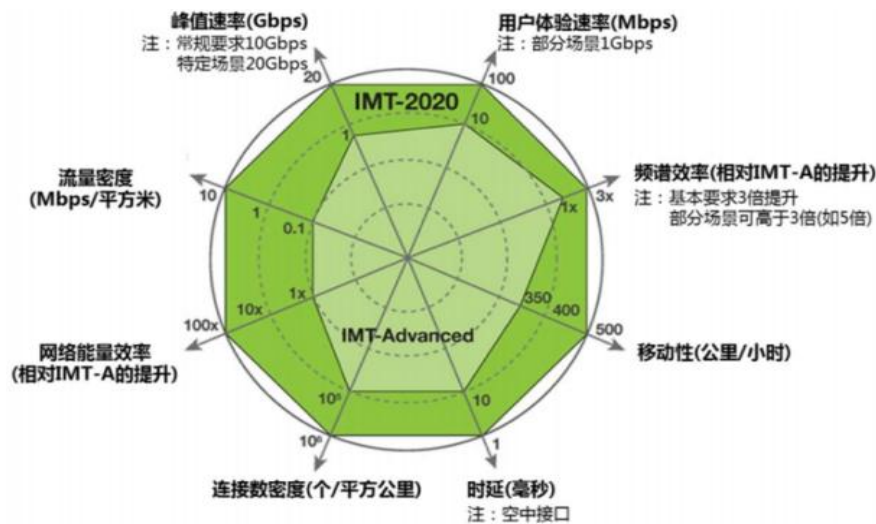 峰值速率(Gbps)
注：常规要求10Gbps
特定场景20Gbps
用户体验速率(Mbps)
注：部分场景1Gbps
20
100
IMT-2020
1
10
流量密度
(Mbps/平方米)
10
1
0.1
频谱效率(相对IMT-A的提升)
3x
1x
注：基本要求3倍提升
部分场景可高于3倍(如5倍)
1x
10x
100x
350
400
500
网络能量效率
(相对IMT-A的提升)
IMT-Advanced
移动性(公里/小时)
10⁵
10
10⁶
1
连接数密度(个/平方公里)
时延(毫秒)
注：空中接口